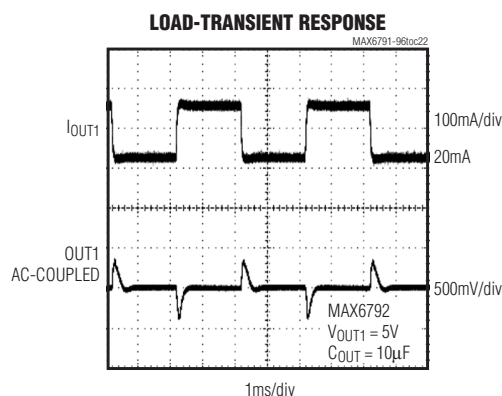 LOAD-TRANSIENT RESPONSE
MAX6791-96toc22
IOUT1
100mA/div
20mA
OUT1
AC-COUPLED
500mV/div
MAX6792
VOUT1 = 5V
COUT = 10µF
1ms/div